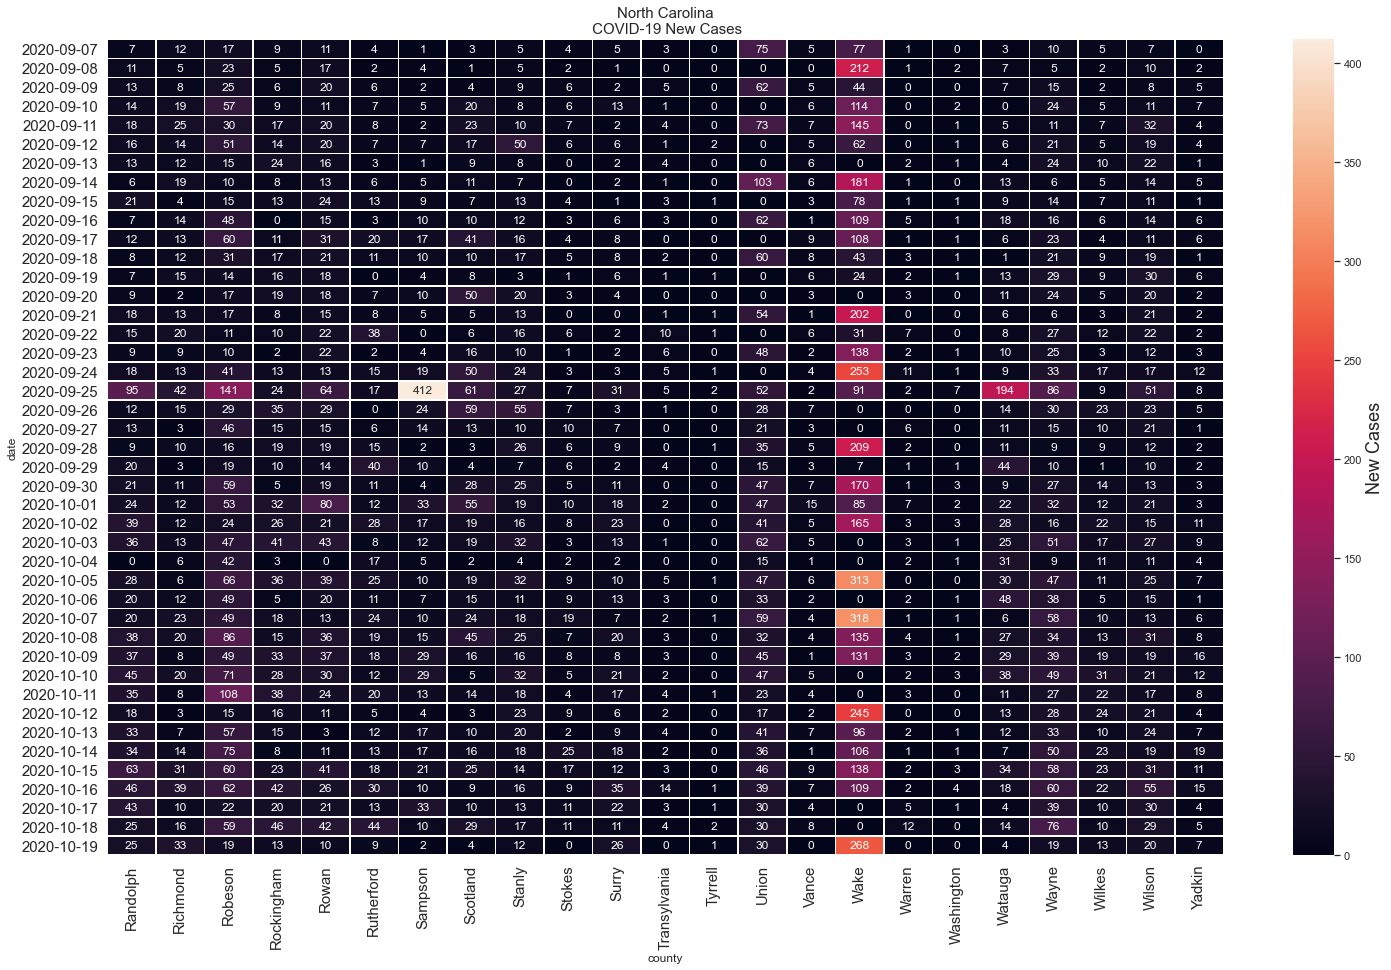 North Carolina
COVID-19 New Cases
2020-09-07 7 12 17 9 11 4 1 3 5 4 5 3 0 75 5 77 1 0 3 10 5 7 0
2020-09-08 11 5 23 5 17 2 4 1 5 2 1 0 0 0 0 212 1 2 7 5 2 10 2
2020-09-09 13 8 25 6 20 6 2 4 9 6 2 5 0 62 5 44 0 0 7 15 2 8 5
2020-09-10 14 19 57 9 11 7 5 20 8 6 13 1 0 0 6 114 0 2 0 24 5 11 7
2020-09-11 18 25 30 17 20 8 2 23 10 7 2 4 0 73 7 145 0 1 5 11 7 32 4
2020-09-12 16 14 51 14 20 7 7 17 50 6 6 1 2 0 5 62 0 1 6 21 5 19 4
2020-09-13 13 12 15 24 16 3 1 9 8 0 2 4 0 0 6 0 2 1 4 24 10 22 1
2020-09-14 6 19 10 8 13 6 5 11 7 0 2 1 0 103 6 181 1 0 13 6 5 14 5
2020-09-15 21 4 15 13 24 13 9 7 13 4 1 3 1 0 3 78 1 1 9 14 7 11 1
2020-09-16 7 14 48 0 15 3 10 10 12 3 6 3 0 62 1 109 5 1 18 16 6 14 6
2020-09-17 12 13 60 11 31 20 17 41 16 4 8 0 0 0 9 108 1 1 6 23 4 11 6
2020-09-18 8 12 31 17 21 11 10 10 17 5 8 2 0 60 8 43 3 1 1 21 9 19 1
2020-09-19 7 15 14 16 18 0 4 8 3 1 6 1 1 0 6 24 2 1 13 29 9 30 6
2020-09-20 9 2 17 19 18 7 10 50 20 3 4 0 0 0 3 0 3 0 11 24 5 20 2
2020-09-21 18 13 17 8 15 8 5 5 13 0 0 1 1 54 1 202 0 0 6 6 3 21 2
2020-09-22 15 20 11 10 22 38 0 6 16 6 2 10 1 0 6 31 7 0 8 27 12 22 2
2020-09-23 9 9 10 2 22 2 4 16 10 1 2 6 0 48 2 138 2 1 10 25 3 12 3
2020-09-24 18 13 41 13 13 15 19 50 24 3 3 5 1 0 4 253 11 1 9 33 17 17 12
2020-09-25 95 42 141 24 64 17 412 61 27 7 31 5 2 52 2 91 2 7 194 86 9 51 8
2020-09-26 12 15 29 35 29 0 24 59 55 7 3 1 0 28 7 0 0 0 14 30 23 23 5
2020-09-27 13 3 46 15 15 6 14 13 10 10 7 0 0 21 3 0 6 0 11 15 10 21 1
2020-09-28 9 10 16 19 19 15 2 3 26 6 9 0 1 35 5 209 2 0 11 9 9 12 2
2020-09-29 20 3 19 10 14 40 10 4 7 6 2 4 0 15 3 7 1 1 44 10 1 10 2
2020-09-30 21 11 59 5 19 11 4 28 25 5 11 0 0 47 7 170 1 3 9 27 14 13 3
2020-10-01 24 12 53 32 80 12 33 55 19 10 18 2 0 47 15 85 7 2 22 32 12 21 3
2020-10-02 39 12 24 26 21 28 17 19 16 8 23 0 0 41 5 165 3 3 28 16 22 15 11
2020-10-03 36 13 47 41 43 8 12 19 32 3 13 1 0 62 5 0 3 1 25 51 17 27 9
2020-10-04 0 6 42 3 0 17 5 2 4 2 2 0 0 15 1 0 2 1 31 9 11 11 4
2020-10-05 28 6 66 36 39 25 10 19 32 9 10 5 1 47 6 313 0 0 30 47 11 25 7
2020-10-06 20 12 49 5 20 11 7 15 11 9 13 3 0 33 2 0 2 1 48 38 5 15 1
2020-10-07 20 23 49 18 13 24 10 24 18 19 7 2 1 59 4 318 1 1 6 58 10 13 6
2020-10-08 38 20 86 15 36 19 15 45 25 7 20 3 0 32 4 135 4 1 27 34 13 31 8
2020-10-09 37 8 49 33 37 18 29 16 16 8 8 3 0 45 1 131 3 2 29 39 19 19 16
2020-10-10 45 20 71 28 30 12 29 5 32 5 21 2 0 47 5 0 2 3 38 49 31 21 12
2020-10-11 35 8 108 38 24 20 13 14 18 4 17 4 1 23 4 0 3 0 11 27 22 17 8
2020-10-12 18 3 15 16 11 5 4 3 23 9 6 2 0 17 2 245 0 0 13 28 24 21 4
2020-10-13 33 7 57 15 3 12 17 10 20 2 9 4 0 41 7 96 2 1 12 33 10 24 7
2020-10-14 34 14 75 8 11 13 17 16 18 25 18 2 0 36 1 106 1 1 7 50 23 19 19
2020-10-15 63 31 60 23 41 18 21 25 14 17 12 3 0 46 9 138 2 3 34 58 23 31 11
2020-10-16 46 39 62 42 26 30 10 9 16 9 35 14 1 39 7 109 2 4 18 60 22 55 15
2020-10-17 43 10 22 20 21 13 33 10 13 11 22 3 1 30 4 0 5 1 4 39 10 30 4
2020-10-18 25 16 59 46 42 44 10 29 17 11 11 4 2 30 8 0 12 0 14 76 10 29 5
2020-10-19 25 33 19 13 10 9 2 4 12 0 26 0 1 30 0 268 0 0 4 19 13 20 7
date
Randolph Richmond Robeson Rockingham Rowan Rutherford Sampson Scotland Stanly Stokes Surry Transylvania Tyrrell Union Vance Wake Warren Washington Watauga Wayne Wilkes Wilson Yadkin
county
400
350
300
250
200
150
100
50
0
New Cases